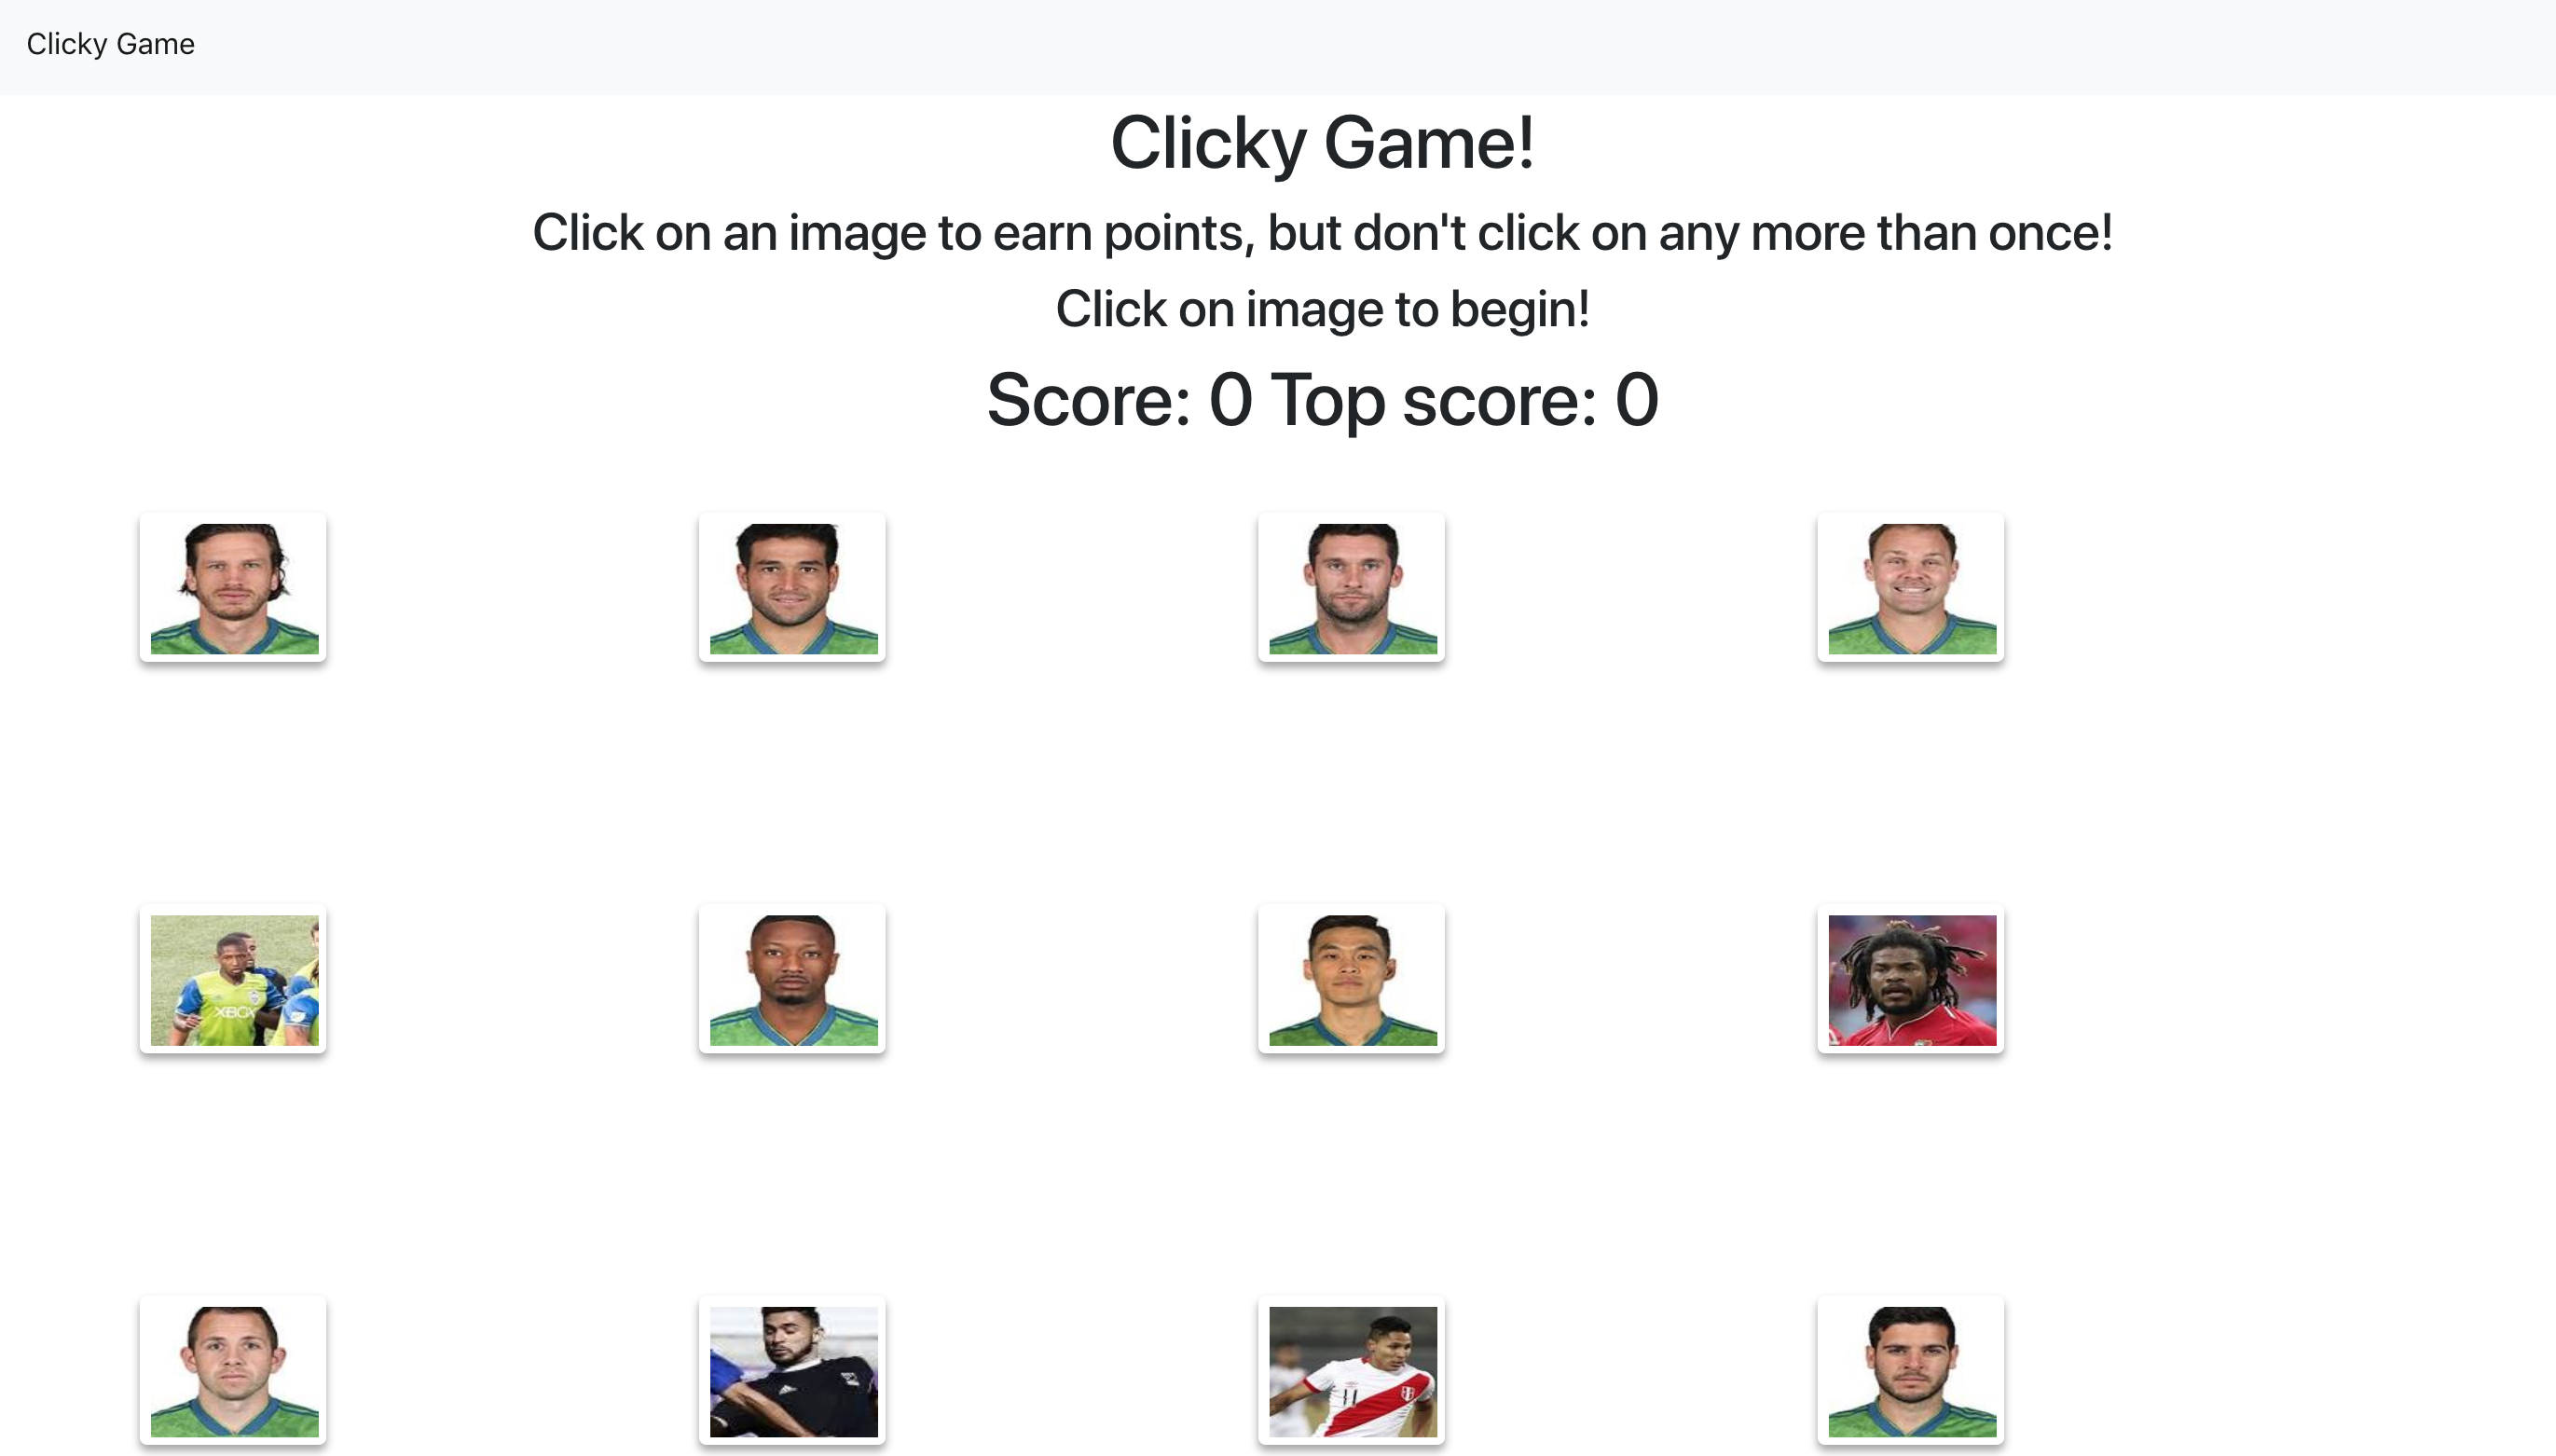 Clicky Game
Clicky Game!
Click on an image to earn points, but don't click on any more than once!
Click on image to begin!
Score: 0 Top score: 0
XBOX
11